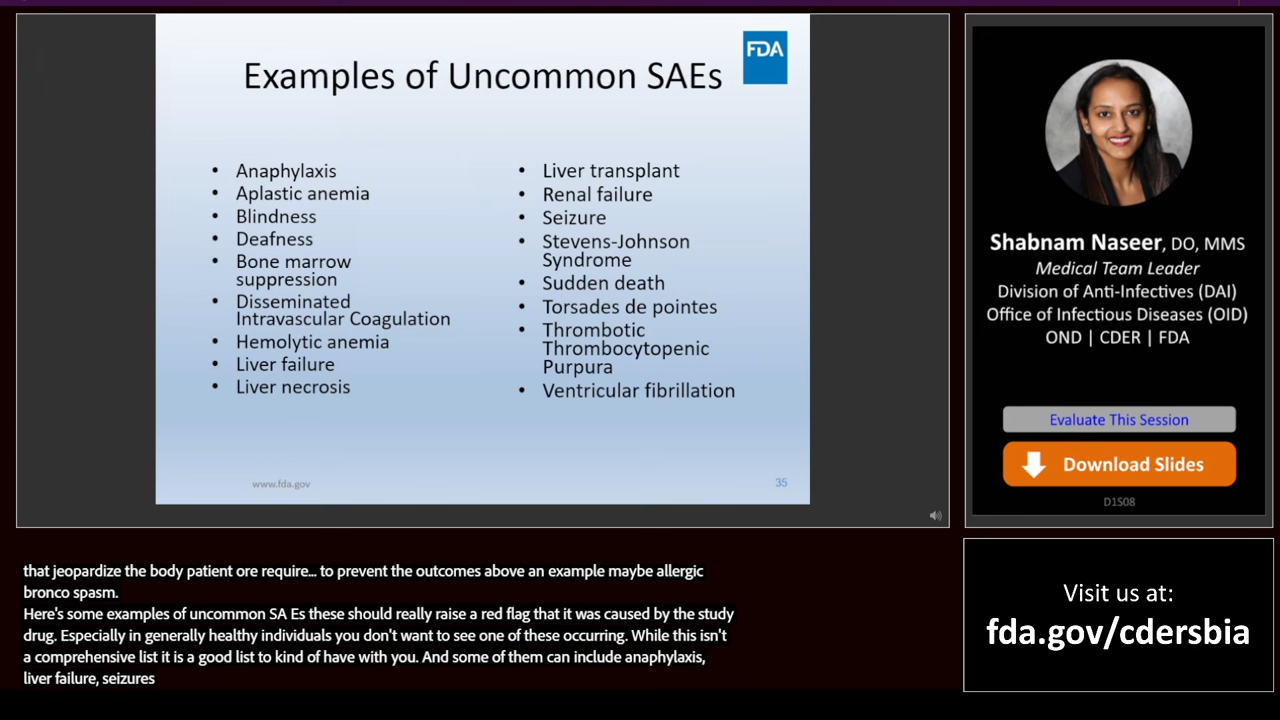 FDA
Examples of Uncommon SAEs
• Anaphylaxis
• Aplastic anemia
• Blindness
• Deafness
• Bone marrow
suppression
• Disseminated
Intravascular Coagulation
• Hemolytic anemia
• Liver failure
• Liver necrosis
• Liver transplant
• Renal failure
• Seizure
• Stevens-Johnson
Syndrome
• Sudden death
• Torsades de pointes
• Thrombotic
Thrombocytopenic
Purpura
• Ventricular fibrillation
www.fda.gov
35
Shabnam Naseer, DO, MMS
Medical Team Leader
Division of Anti-Infectives (DAI)
Office of Infectious Diseases (OID)
OND | CDER | FDA
Evaluate This Session
Download Slides
D1S08
that jeopardize the body patient ore require... to prevent the outcomes above an example maybe allergic
bronco spasm.
Here's some examples of uncommon SA Es these should really raise a red flag that it was caused by the study
drug. Especially in generally healthy individuals you don't want to see one of these occurring. While this isn't
a comprehensive list it is a good list to kind of have with you. And some of them can include anaphylaxis,
liver failure, seizures
Visit us at:
fda.gov/cdersbia